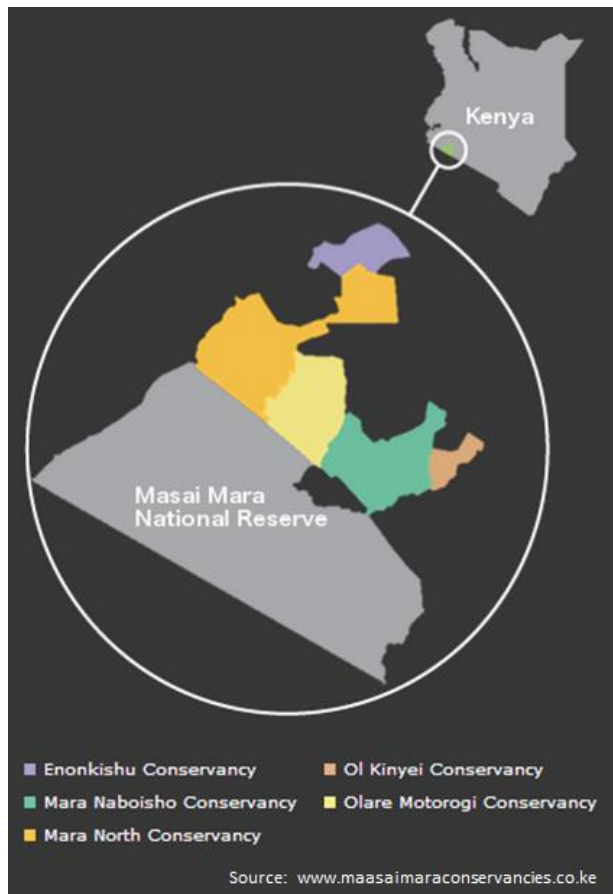 Kenya
Masai Mara
National Reserve
Enonkishu Conservancy
Ol Kinyei Conservancy
Mara Naboisho Conservancy
Olare Motorogi Conservancy
Mara North Conservancy
Source: www.maasaimaraconservancies.co.ke